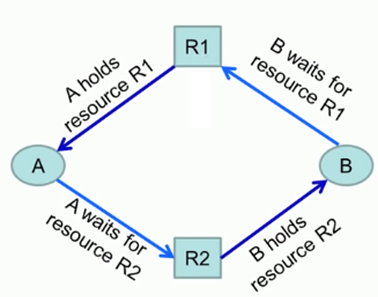 R1
A holds
resource R1
B waits for
resource R1
A
B
A waits for
resource R2
B holds
resource R2
R2